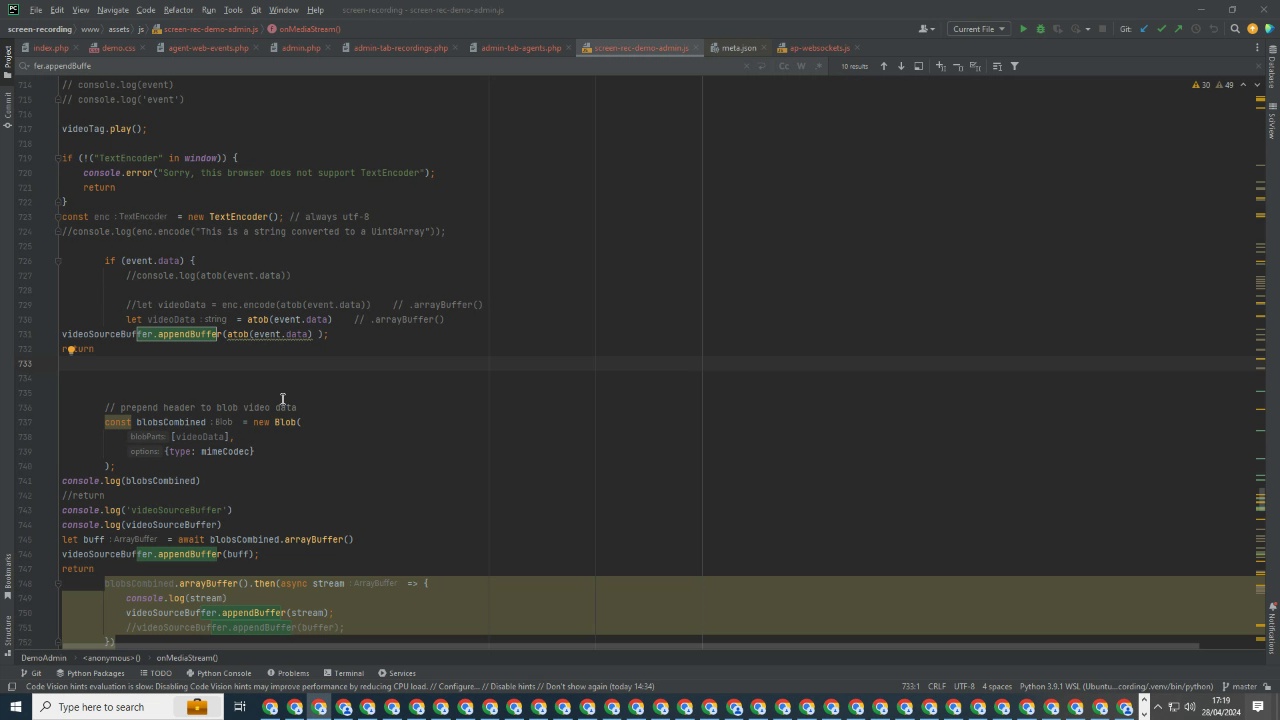 File Edit View Navigate Code Refactor Run Tools Git Window Help screen-recording - screen-rec-demo-admin.js
screen-recording www assets js screen-rec-demo-admin.js onMediaStream() Current File Git:
index.php demo.css agent-web-events.php admin.php admin-tab-recordings.php admin-tab-agents.php screen-rec-demo-admin.js meta.json ap-websockets.js
fer.appendBuffe Cc W 10 results
30 49
714 // console.log(event)
715 // console.log('event')
716
717 videoTag.play();
718
719 if (!("TextEncoder" in window)) {
720 console.error("Sorry, this browser does not support TextEncoder");
721 return
722 }
723 const enc : TextEncoder = new TextEncoder(); // always utf-8
724 //console.log(enc.encode("This is a string converted to a Uint8Array"));
725
726 if (event.data) {
727 //console.log(atob(event.data))
728
729 //let videoData = enc.encode(atob(event.data)) // .arrayBuffer()
730 let videoData : string = atob(event.data) // .arrayBuffer()
731 videoSourceBuffer.appendBuffer(atob(event.data) );
732 return
733
734
735
736 // prepend header to blob video data
737 const blobsCombined : Blob = new Blob(
738 blobParts: [videoData],
739 options: {type: mimeCodec}
740 );
741 console.log(blobsCombined)
742 //return
743 console.log('videoSourceBuffer')
744 console.log(videoSourceBuffer)
745 let buff : ArrayBuffer = await blobsCombined.arrayBuffer()
746 videoSourceBuffer.appendBuffer(buff);
747 return
748 blobsCombined.arrayBuffer().then(async stream : ArrayBuffer => {
749 console.log(stream)
750 videoSourceBuffer.appendBuffer(stream);
751 //videoSourceBuffer.appendBuffer(buffer);
752 })
Project
Commit
Bookmarks
Structure
Database
SciView
Notifications
DemoAdmin <anonymous>() onMediaStream()
Git Python Packages TODO Python Console Problems Terminal Services
Code Vision hints evaluation is slow: Disabling Code Vision hints may improve performance by reducing CPU load. // Configure... // Disable hints // Don't show again (today 14:34) 733:1 CRLF UTF-8 4 spaces Python 3.9.1 WSL (Ubuntu...cording/.venv/bin/python) master
Type here to search
17:19
28/04/2024